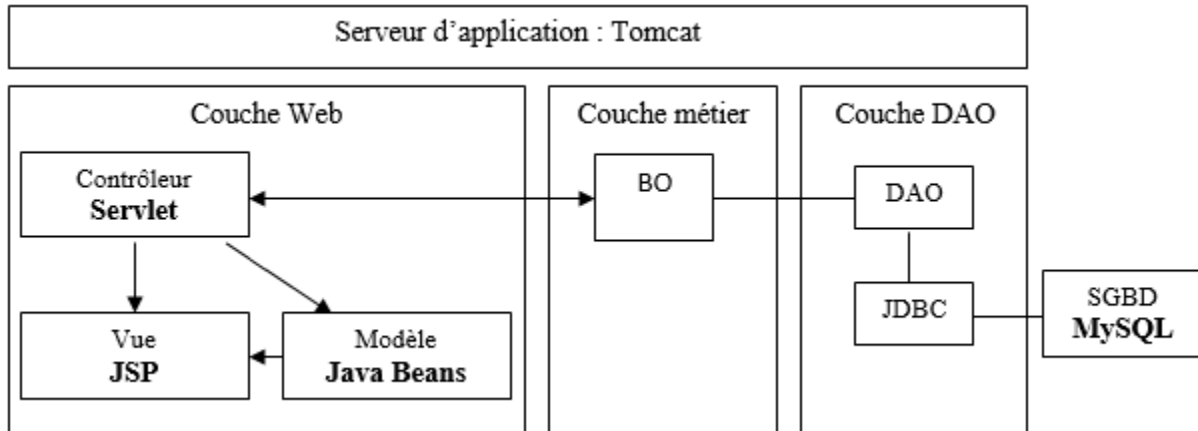 Serveur d’application : Tomcat
Couche Web
Contrôleur
Servlet
Vue
JSP
Modèle
Java Beans
Couche métier
BO
Couche DAO
DAO
JDBC
SGBD
MySQL